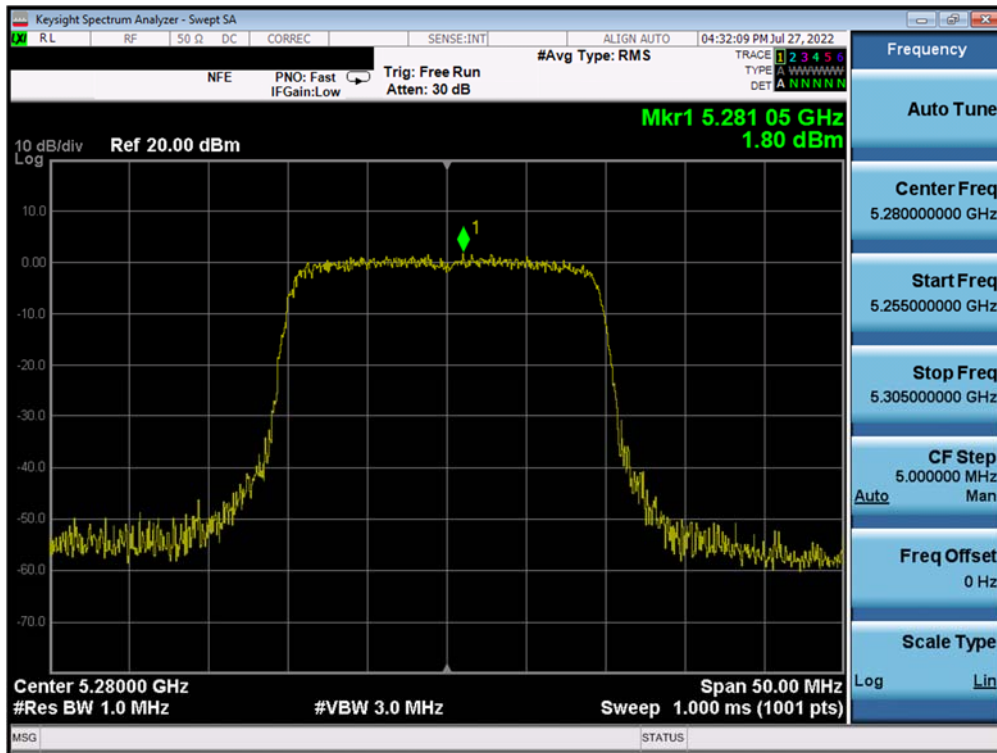 Keysight Spectrum Analyzer - Swept SA
LXI RL RF 50 Ω DC CORREC SENSE:INT ALIGN AUTO 04:32:09 PM Jul 27, 2022
Frequency
#Avg Type: RMS
TRACE 1 2 3 4 5 6
NFE PNO: Fast Trig: Free Run
TYPE A WWWWW
IFGain:Low Atten: 30 dB
DET A N N N N N
Auto Tune
Mkr1 5.281 05 GHz
1.80 dBm
10 dB/div Ref 20.00 dBm
Log
Center Freq
5.280000000 GHz
10.0
1
0.00
Start Freq
5.255000000 GHz
-10.0
-20.0
Stop Freq
5.305000000 GHz
-30.0
-40.0
CF Step
5.000000 MHz
Auto Man
-50.0
-60.0
Freq Offset
0 Hz
-70.0
Scale Type
Log Lin
Center 5.28000 GHz Span 50.00 MHz
#Res BW 1.0 MHz #VBW 3.0 MHz Sweep 1.000 ms (1001 pts)
MSG STATUS